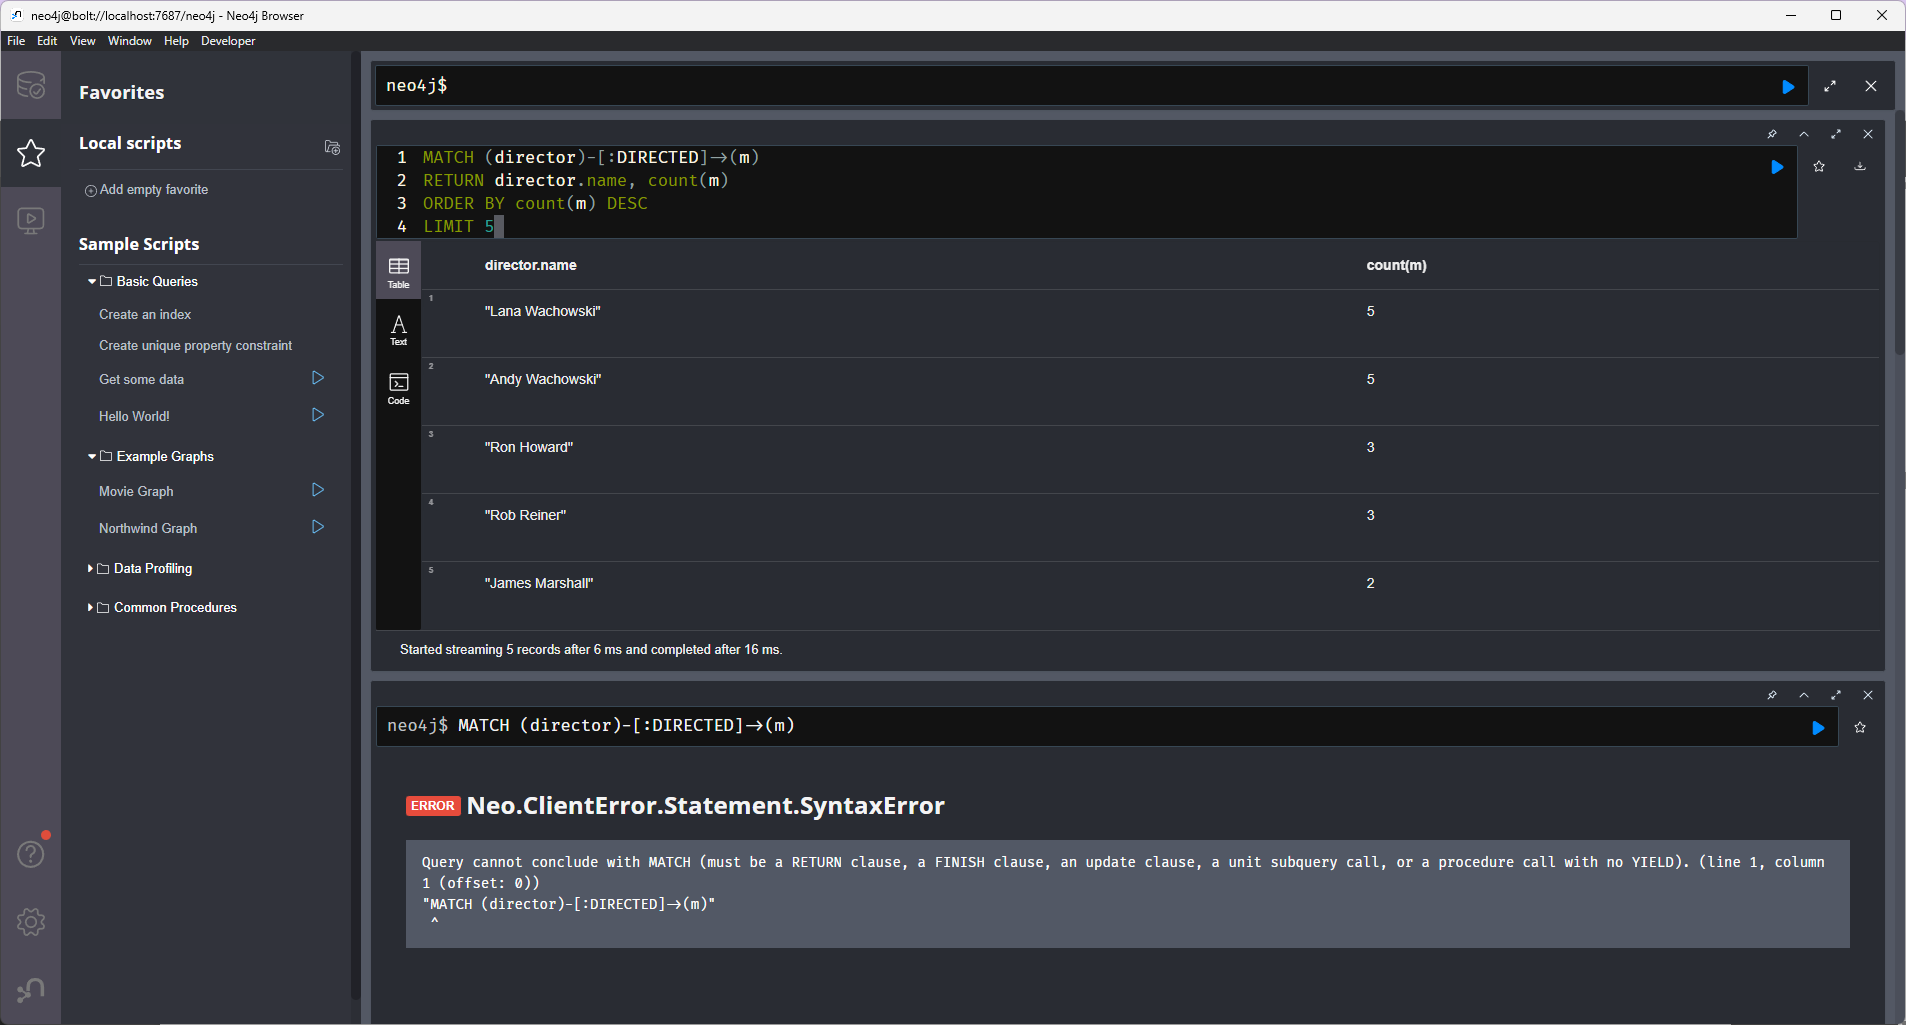 neo4j@bolt://localhost:7687/neo4j - Neo4j Browser
File Edit View Window Help Developer
Favorites
Local scripts
Add empty favorite
Sample Scripts
Basic Queries
Create an index
Create unique property constraint
Get some data
Hello World!
Example Graphs
Movie Graph
Northwind Graph
Data Profiling
Common Procedures
neo4j$
1 MATCH (director)-[:DIRECTED]->(m)
2 RETURN director.name, count(m)
3 ORDER BY count(m) DESC
4 LIMIT 5
Table
Text
Code
director.name count(m)
1 "Lana Wachowski" 5
2 "Andy Wachowski" 5
3 "Ron Howard" 3
4 "Rob Reiner" 3
5 "James Marshall" 2
Started streaming 5 records after 6 ms and completed after 16 ms.
neo4j$ MATCH (director)-[:DIRECTED]->(m)
ERROR Neo.ClientError.Statement.SyntaxError
Query cannot conclude with MATCH (must be a RETURN clause, a FINISH clause, an update clause, a unit subquery call, or a procedure call with no YIELD). (line 1, column
1 (offset: 0))
"MATCH (director)-[:DIRECTED]->(m)"
^